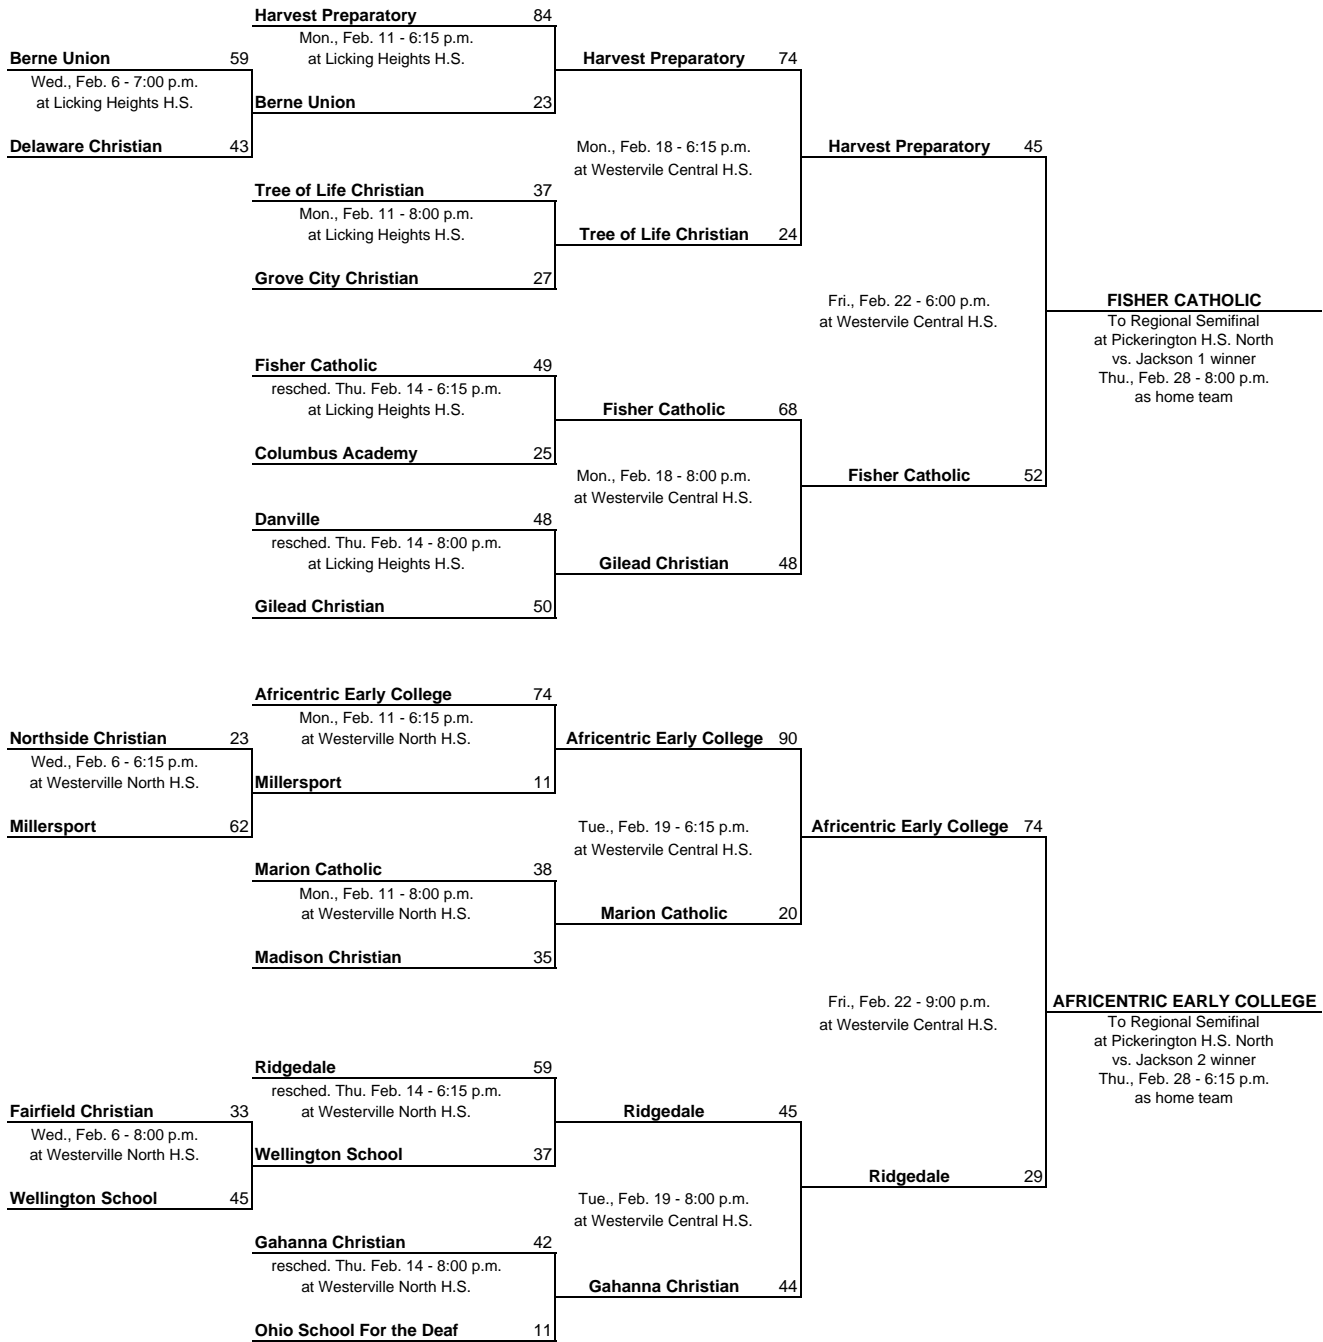 Harvest Preparatory 84
Mon., Feb. 11 - 6:15 p.m.
Berne Union 59
at Licking Heights H.S.
Harvest Preparatory 74
Wed., Feb. 6 - 7:00 p.m.
at Licking Heights H.S.
Berne Union 23
Delaware Christian 43
Mon., Feb. 18 - 6:15 p.m.
Harvest Preparatory 45
at Westervile Central H.S.
Tree of Life Christian 37
Mon., Feb. 11 - 8:00 p.m.
at Licking Heights H.S.
Tree of Life Christian 24
Grove City Christian 27
Fri., Feb. 22 - 6:00 p.m.
FISHER CATHOLIC
at Westervile Central H.S.
To Regional Semifinal
at Pickerington H.S. North
vs. Jackson 1 winner
Thu., Feb. 28 - 8:00 p.m.
as home team
Fisher Catholic 49
resched. Thu. Feb. 14 - 6:15 p.m.
at Licking Heights H.S.
Fisher Catholic 68
Columbus Academy 25
Mon., Feb. 18 - 8:00 p.m.
Fisher Catholic 52
at Westervile Central H.S.
Danville 48
resched. Thu. Feb. 14 - 8:00 p.m.
at Licking Heights H.S.
Gilead Christian 48
Gilead Christian 50
Africentric Early College 74
Mon., Feb. 11 - 6:15 p.m.
Northside Christian 23
at Westerville North H.S.
Africentric Early College 90
Wed., Feb. 6 - 6:15 p.m.
at Westerville North H.S.
Millersport 11
Millersport 62
Tue., Feb. 19 - 6:15 p.m.
Africentric Early College 74
at Westervile Central H.S.
Marion Catholic 38
Mon., Feb. 11 - 8:00 p.m.
at Westerville North H.S.
Marion Catholic 20
Madison Christian 35
Fri., Feb. 22 - 9:00 p.m.
AFRICENTRIC EARLY COLLEGE
at Westervile Central H.S.
To Regional Semifinal
at Pickerington H.S. North
vs. Jackson 2 winner
Thu., Feb. 28 - 6:15 p.m.
as home team
Ridgedale 59
resched. Thu. Feb. 14 - 6:15 p.m.
Fairfield Christian 33
at Westerville North H.S.
Ridgedale 45
Wed., Feb. 6 - 8:00 p.m.
at Westerville North H.S.
Wellington School 37
Wellington School 45
Tue., Feb. 19 - 8:00 p.m.
Ridgedale 29
at Westervile Central H.S.
Gahanna Christian 42
resched. Thu. Feb. 14 - 8:00 p.m.
at Westerville North H.S.
Gahanna Christian 44
Ohio School For the Deaf 11